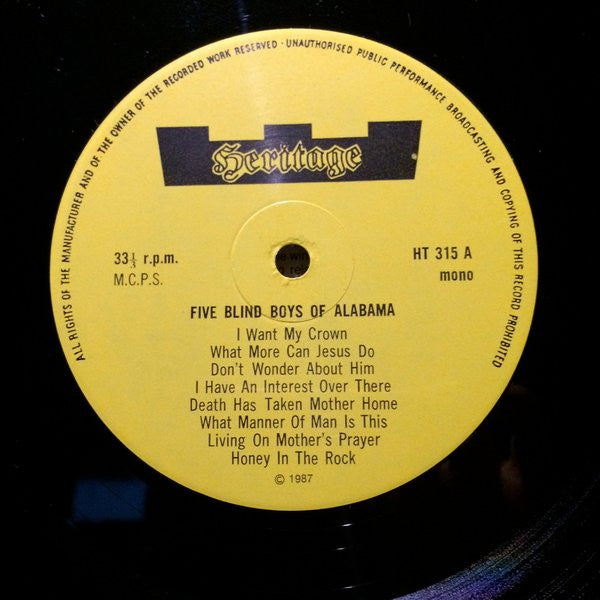 ALL RIGHTS OF THE MANUFACTURER AND OF THE OWNER OF THE RECORDED WORK RESERVED · UNAUTHORISED PUBLIC PERFORMANCE BROADCASTING AND COPYING OF THIS RECORD PROHIBITED
Heritage
33⅓ r.p.m.
M.C.P.S.
HT 315 A
mono
FIVE BLIND BOYS OF ALABAMA
I Want My Crown
What More Can Jesus Do
Don't Wonder About Him
I Have An Interest Over There
Death Has Taken Mother Home
What Manner Of Man Is This
Living On Mother's Prayer
Honey In The Rock
© 1987